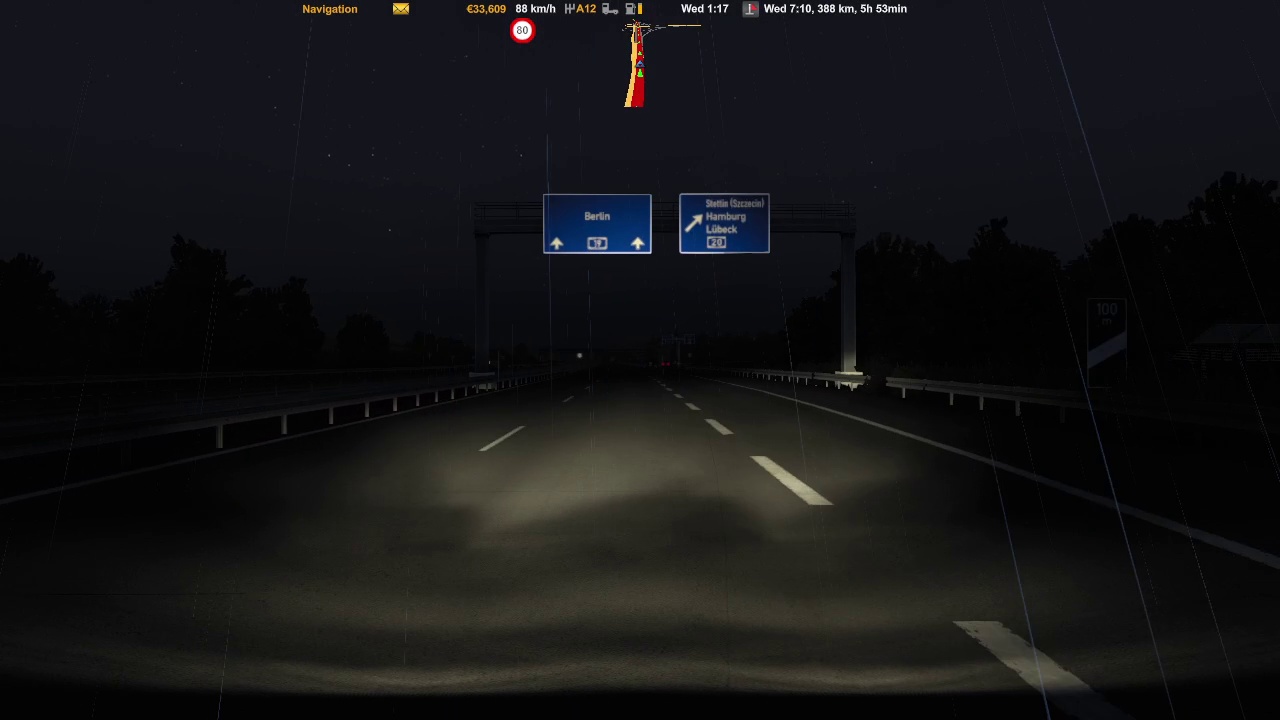 Navigation
€33,609 88 km/h A12
Wed 1:17
Wed 7:10, 388 km, 5h 53min
80
Berlin
19
Stettin (Szczecin)
Hamburg
Lübeck
20
100
m